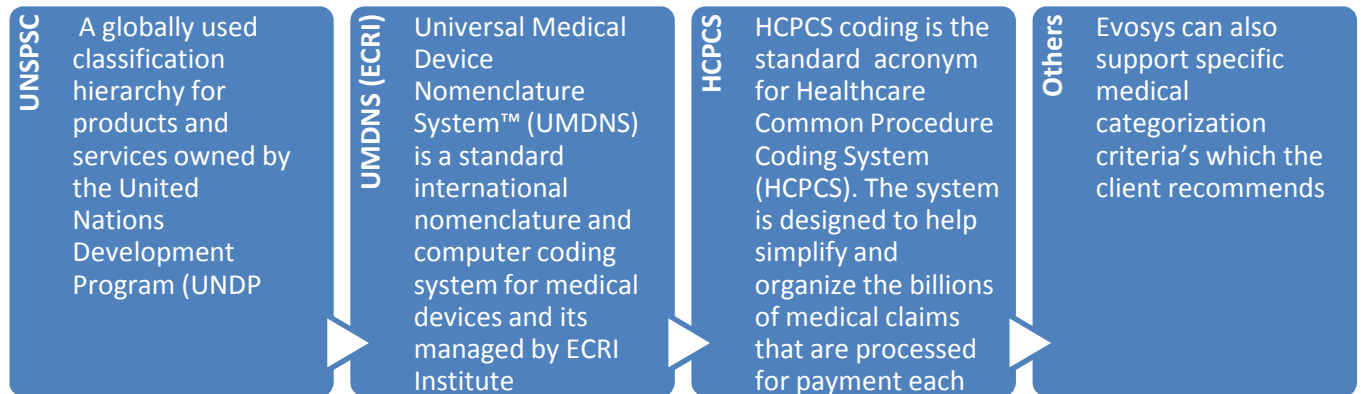 UNSPSC
A globally used
classification
hierarchy for
products and
services owned by
the United
Nations
Development
Program (UNDP
UMDNS (ECRI)
Universal Medical
Device
Nomenclature
System™ (UMDNS)
is a standard
international
nomenclature and
computer coding
system for medical
devices and its
managed by ECRI
Institute
HCPCS
HCPCS coding is the
standard acronym
for Healthcare
Common Procedure
Coding System
(HCPCS). The system
is designed to help
simplify and
organize the billions
of medical claims
that are processed
for payment each
Others
Evosys can also
support specific
medical
categorization
criteria's which the
client recommends